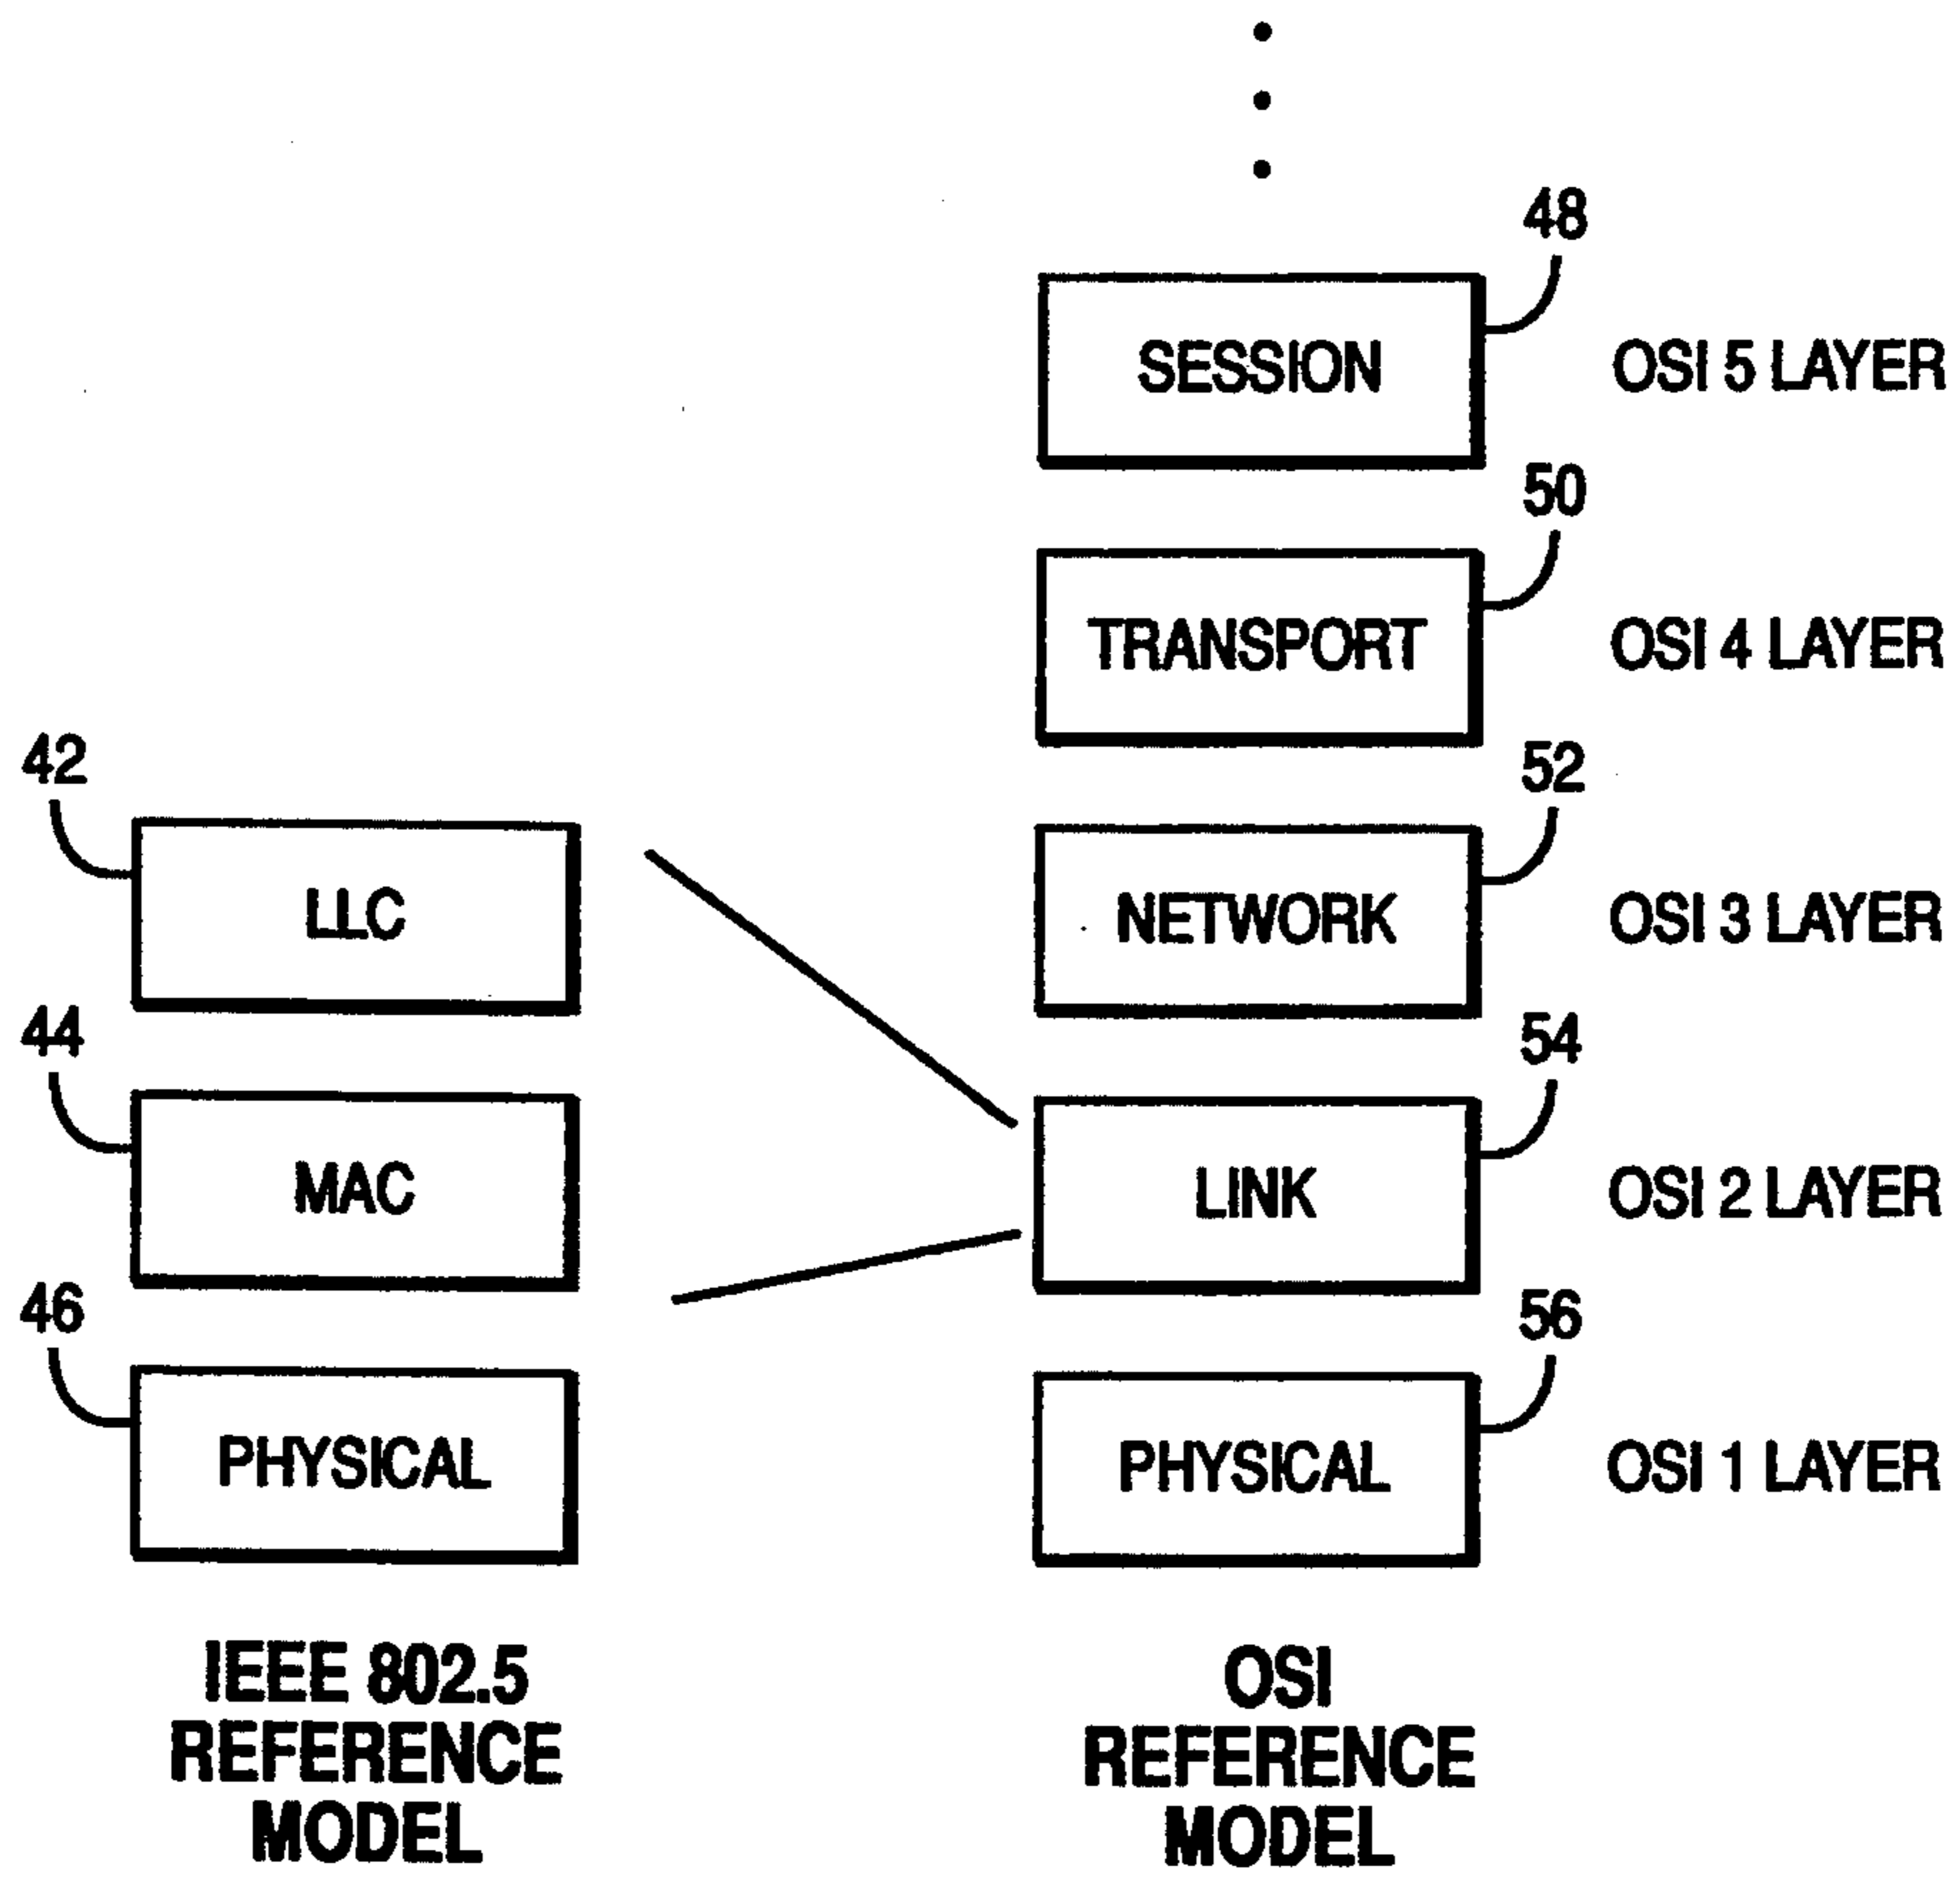 48
SESSION
OSI 5 LAYER
50
TRANSPORT
OSI 4 LAYER
42
52
LLC
NETWORK
OSI 3 LAYER
44
54
MAC
LINK
OSI 2 LAYER
46
56
PHYSICAL
PHYSICAL
OSI 1 LAYER
IEEE 802.5
REFERENCE
MODEL
OSI
REFERENCE
MODEL